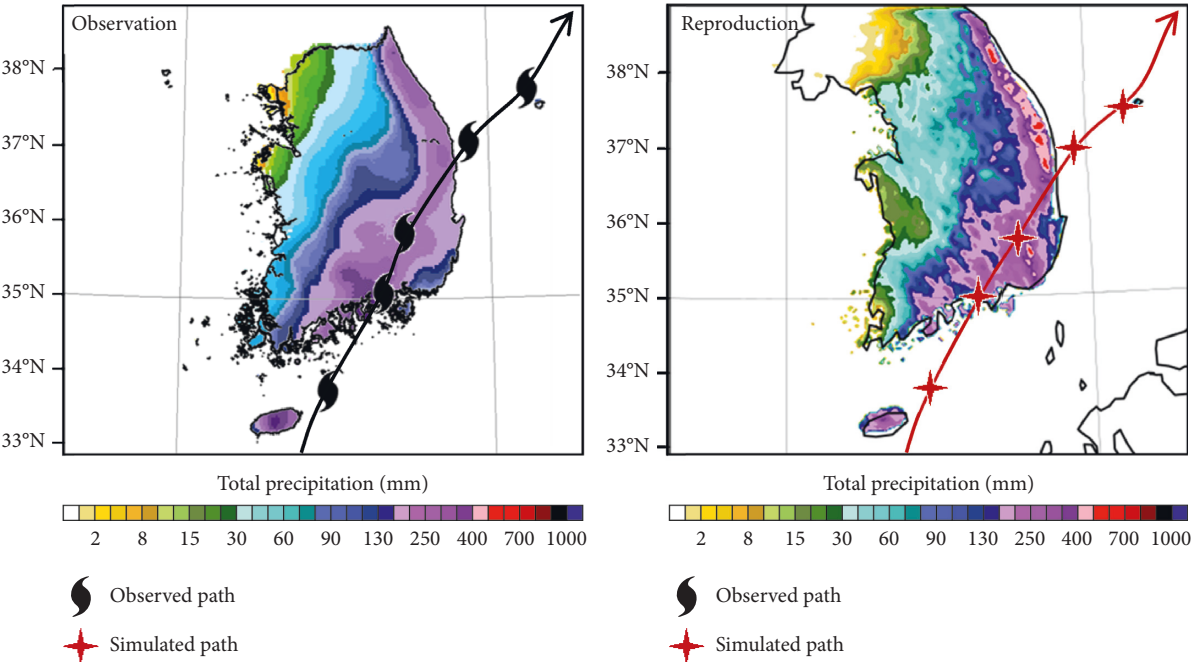 Observation
38°N
37°N
36°N
35°N
34°N
33°N
Total precipitation (mm)
2 8 15 30 60 90 130 250 400 700 1000
Observed path
Simulated path
Reproduction
38°N
37°N
36°N
35°N
34°N
33°N
Total precipitation (mm)
2 8 15 30 60 90 130 250 400 700 1000
Observed path
Simulated path